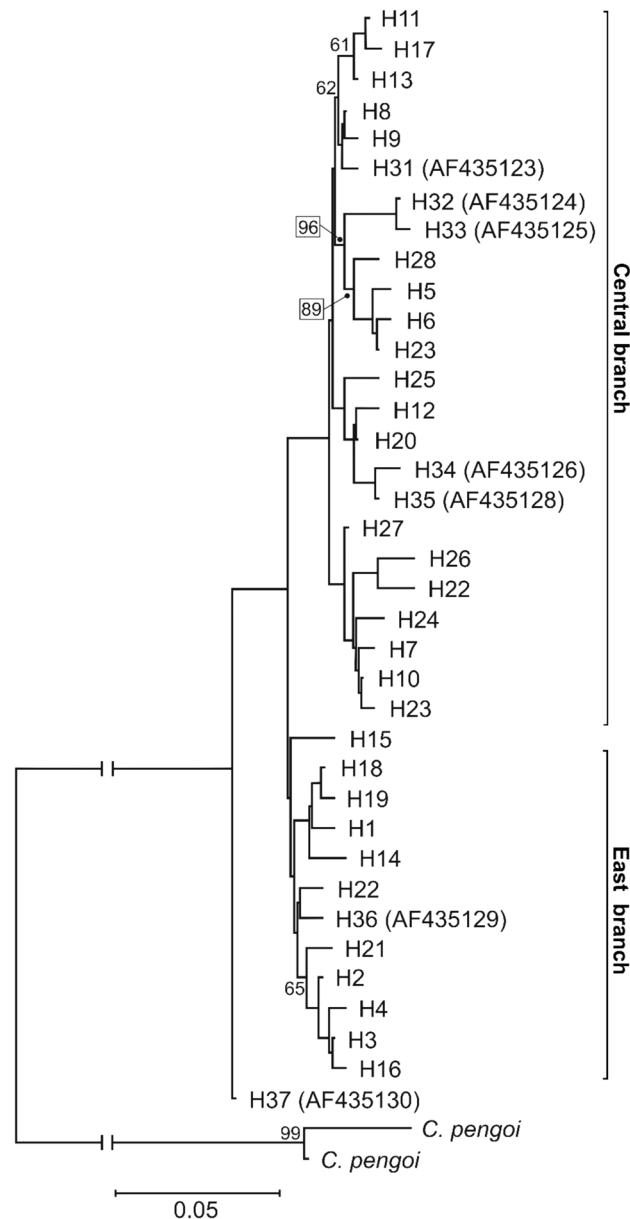 H11
61
H17
H13
62
H8
H9
H31 (AF435123)
H32 (AF435124)
96
H33 (AF435125)
H28
H5
89
H6
H23
H25
H12
H20
H34 (AF435126)
H35 (AF435128)
H27
H26
H22
H24
H7
H10
H23
Central branch
H15
H18
H19
H1
H14
H22
H36 (AF435129)
H21
H2
65
H4
H3
H16
East branch
H37 (AF435130)
99
C. pengoi
C. pengoi
0.05